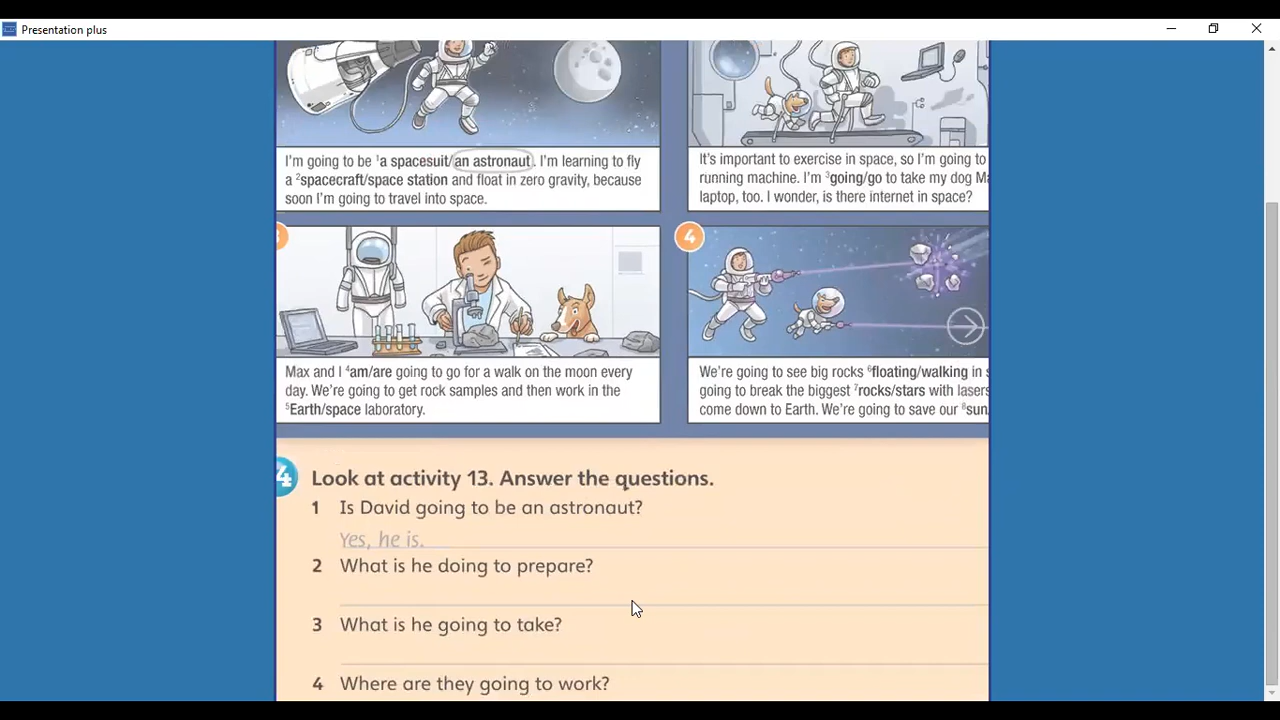 Presentation plus
I'm going to be ¹a spacesuit/an astronaut. I'm learning to fly
a ²spacecraft/space station and float in zero gravity, because
soon I'm going to travel into space.
It's important to exercise in space, so I'm going to
running machine. I'm ³going/go to take my dog
laptop, too. I wonder, is there internet in space?
4
Max and I ⁴am/are going to go for a walk on the moon every
day. We're going to get rock samples and then work in the
⁵Earth/space laboratory.
We're going to see big rocks ⁶floating/walking in
going to break the biggest ⁷rocks/stars with lasers
come down to Earth. We're going to save our ⁸sun
4 Look at activity 13. Answer the questions.
1 Is David going to be an astronaut?
Yes, he is.
2 What is he doing to prepare?
3 What is he going to take?
4 Where are they going to work?